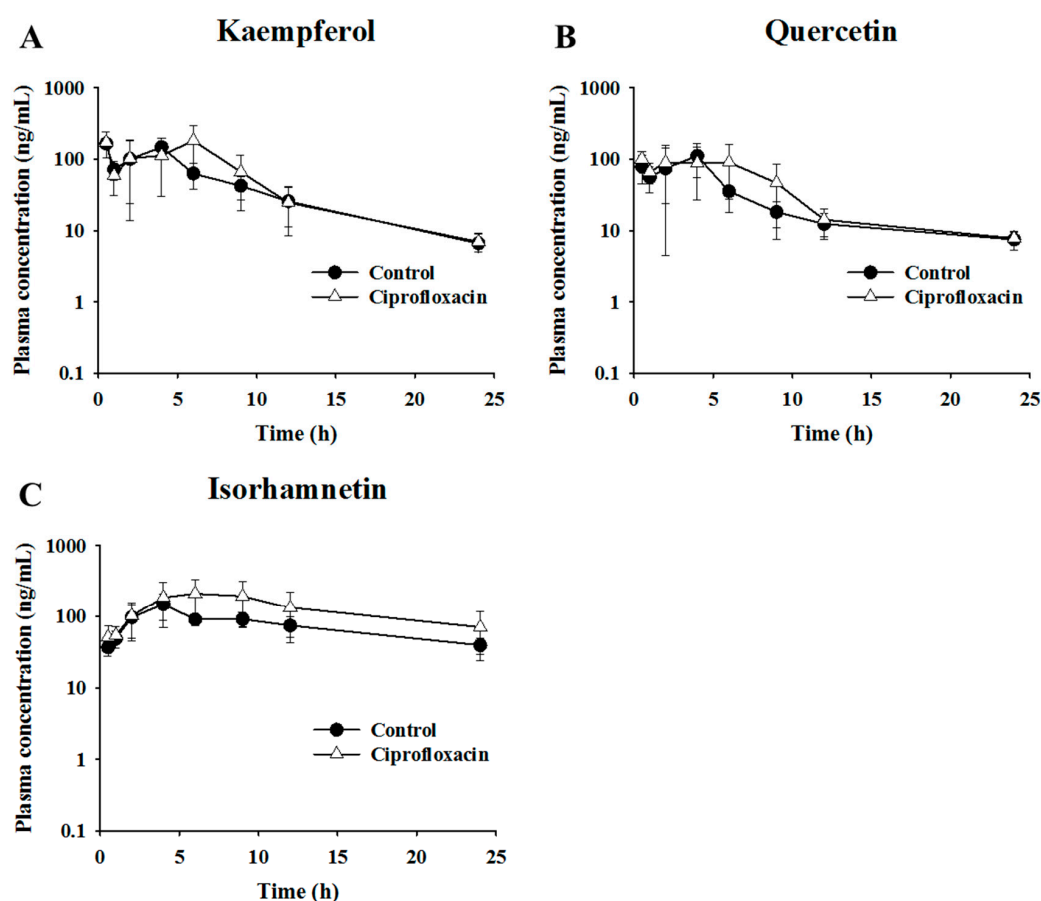 A
Kaempferol
Plasma concentration (ng/mL)
1000
100
10
1
0.1
Control
Ciprofloxacin
0 5 10 15 20 25
Time (h)
B
Quercetin
Plasma concentration (ng/mL)
1000
100
10
1
0.1
Control
Ciprofloxacin
0 5 10 15 20 25
Time (h)
C
Isorhamnetin
Plasma concentration (ng/mL)
1000
100
10
1
0.1
Control
Ciprofloxacin
0 5 10 15 20 25
Time (h)